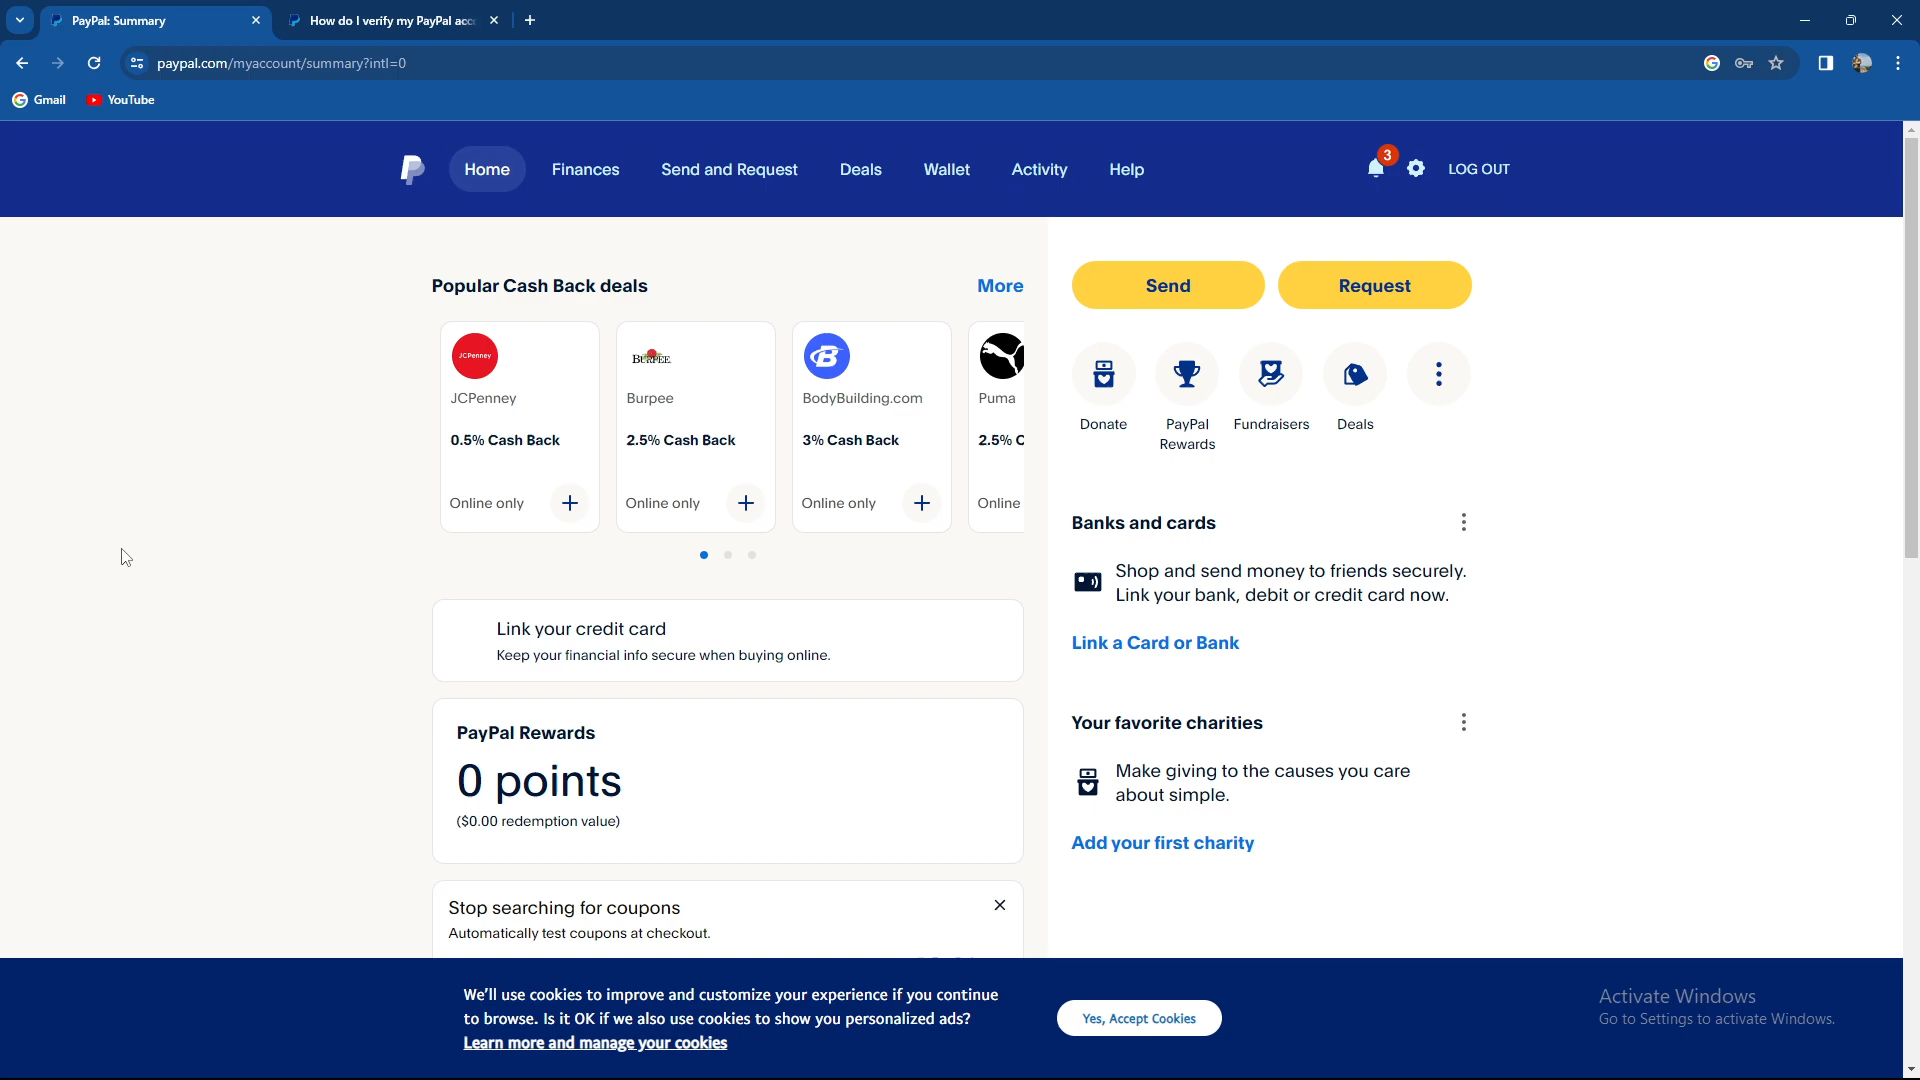 PayPal: Summary
How do I verify my PayPal acc
paypal.com/myaccount/summary?intl=0
Gmail
YouTube
Home
Finances
Send and Request
Deals
Wallet
Activity
Help
3
LOG OUT
Popular Cash Back deals
More
JCPenney
JCPenney
0.5% Cash Back
Online only
BURPEE
Burpee
2.5% Cash Back
Online only
B
BodyBuilding.com
3% Cash Back
Online only
Puma
2.5% C
Online
Link your credit card
Keep your financial info secure when buying online.
PayPal Rewards
0 points
($0.00 redemption value)
Stop searching for coupons
Automatically test coupons at checkout.
Send
Request
Donate
PayPal
Rewards
Fundraisers
Deals
Banks and cards
Shop and send money to friends securely.
Link your bank, debit or credit card now.
Link a Card or Bank
Your favorite charities
Make giving to the causes you care
about simple.
Add your first charity
We'll use cookies to improve and customize your experience if you continue
to browse. Is it OK if we also use cookies to show you personalized ads?
Learn more and manage your cookies
Yes, Accept Cookies
Activate Windows
Go to Settings to activate Windows.